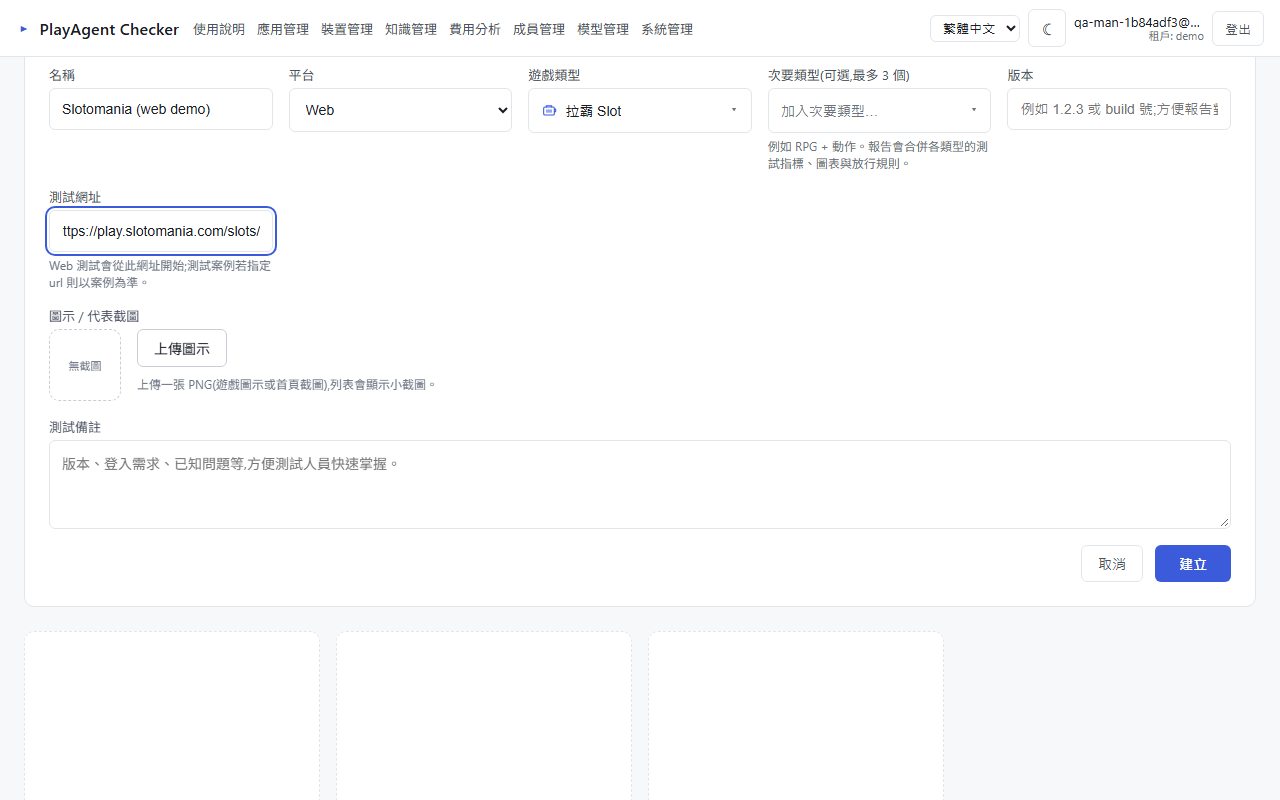 PlayAgent Checker 使用說明 應用管理 裝置管理 知識管理 費用分析 成員管理 模型管理 系統管理 繁體中文 qa-man-1b84adf3@... 登出
租戶: demo
名稱 平台 遊戲類型 次要類型(可選,最多 3 個) 版本
Slotomania (web demo) Web 拉霸 Slot 加入次要類型... 例如 1.2.3 或 build 號;方便報告
例如 RPG + 動作。報告會合併各類型的測
試指標、圖表與放行規則。
測試網址
ttps://play.slotomania.com/slots/
Web 測試會從此網址開始;測試案例若指定
url 則以案例為準。
圖示 / 代表截圖
無截圖
上傳圖示
上傳一張 PNG(遊戲圖示或首頁截圖),列表會顯示小截圖。
測試備註
版本、登入需求、已知問題等,方便測試人員快速掌握。
取消 建立